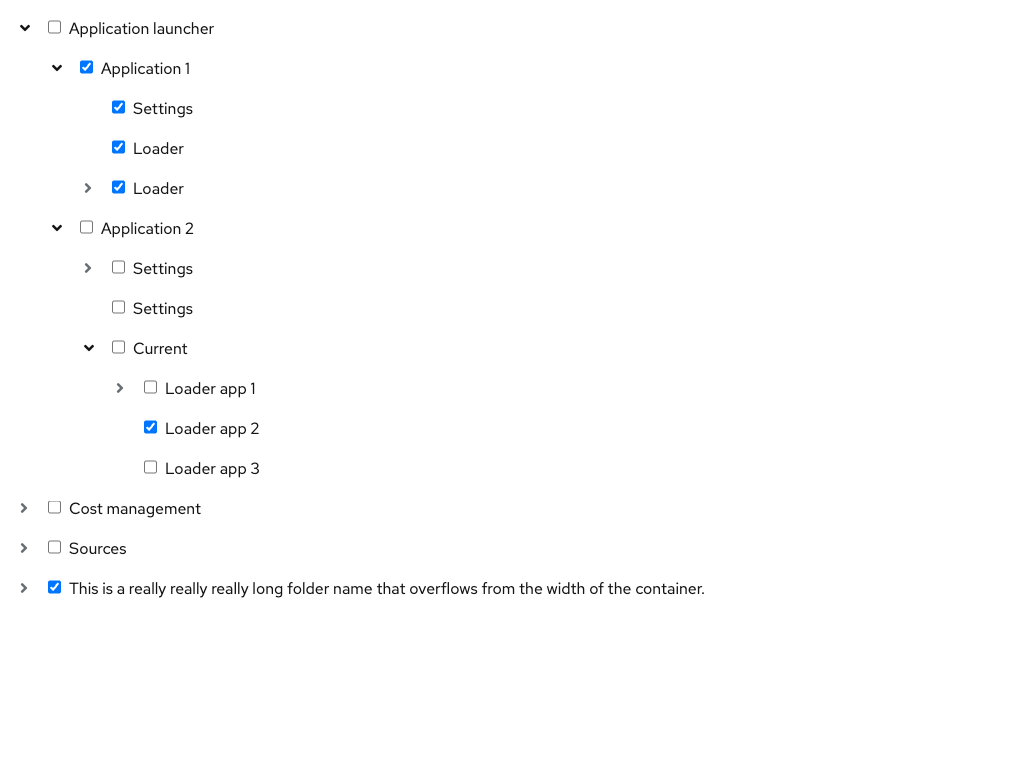 Application launcher
Application 1
Settings
Loader
Loader
Application 2
Settings
Settings
Current
Loader app 1
Loader app 2
Loader app 3
Cost management
Sources
This is a really really really long folder name that overflows from the width of the container.